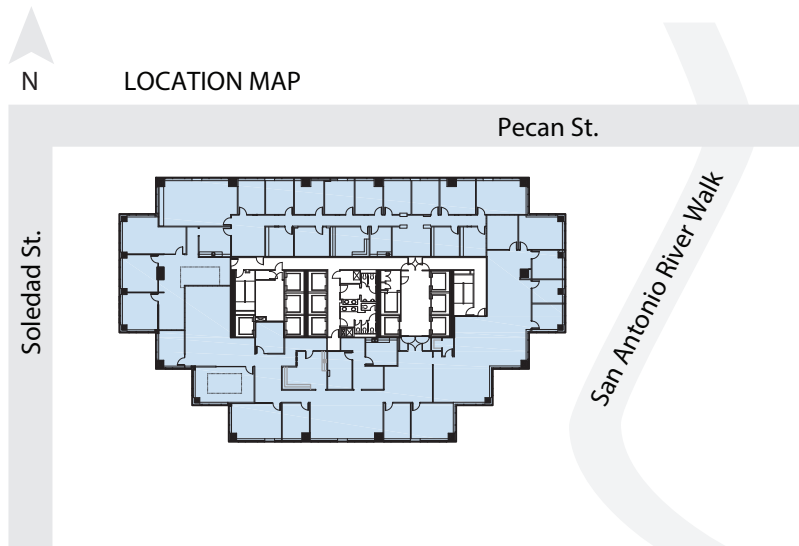 N
LOCATION MAP
Pecan St.
Soledad St.
San Antonio River Walk